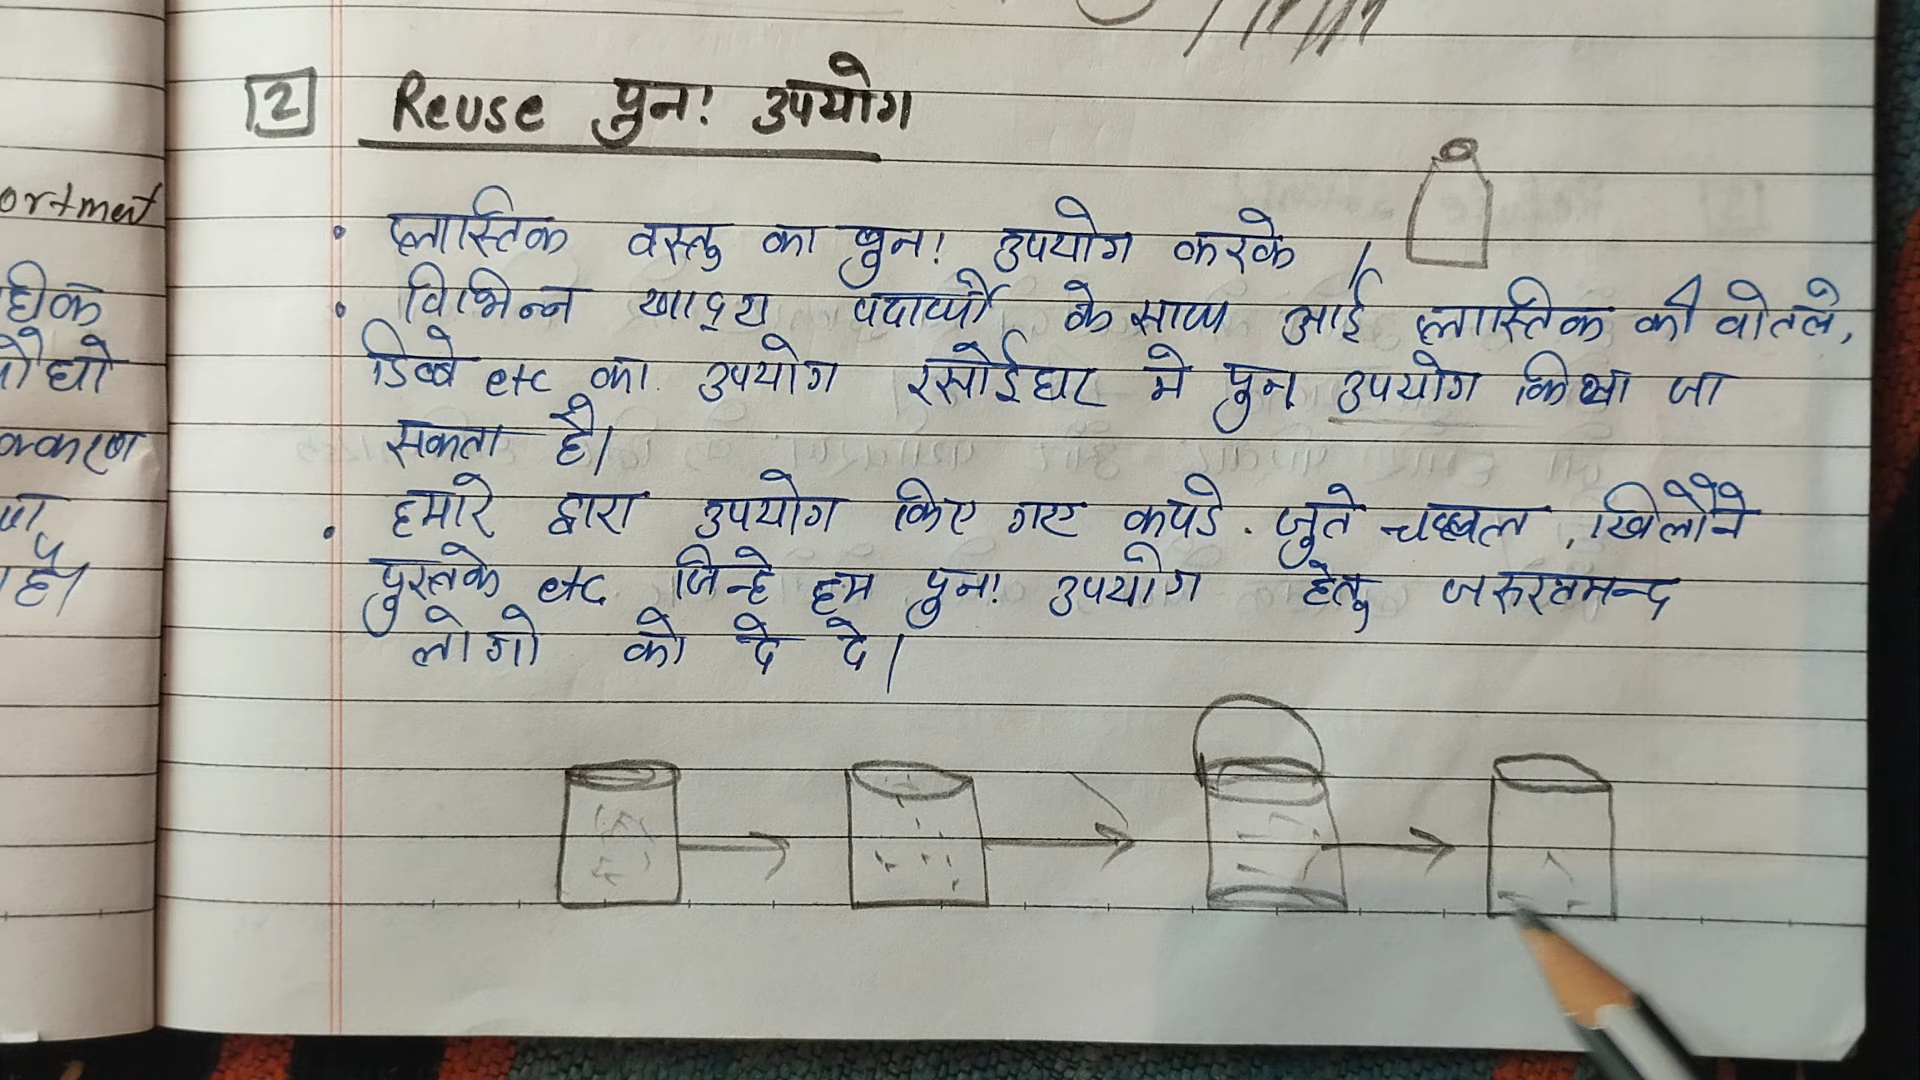 ortment
धिक
2 Reuse पुन! उपयोग
प्लास्टिक वस्तु का पुन! उपयोग करके ।
विभिन्न खाद्य पदार्थो के साथ आई प्लास्टिक की वोतले,
डिब्बे etc का उपयोग रसोईघर मे पुन उपयोग किया जा
सकता है।
हमारे द्वारा उपयोग किए गए कपडे. जुते चप्पल, खिलौने
पुस्तके etc जिन्हे हम पुन! उपयोग हेतु जरुरतमन्द
लोगो को दे दे।